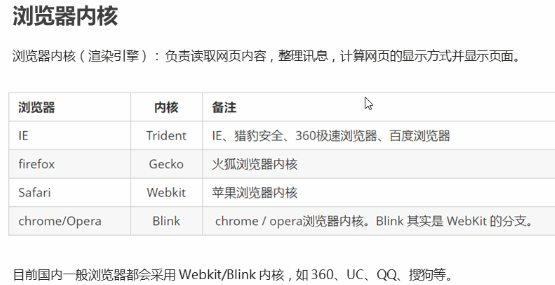 浏览器内核
浏览器内核（渲染引擎）：负责读取网页内容，整理讯息，计算网页的显示方式并显示页面。
浏览器 内核 备注
IE Trident IE、猎豹安全、360极速浏览器、百度浏览器
firefox Gecko 火狐浏览器内核
Safari Webkit 苹果浏览器内核
chrome/Opera Blink chrome / opera浏览器内核。Blink 其实是 WebKit 的分支。
目前国内一般浏览器都会采用 Webkit/Blink 内核，如 360、UC、QQ、搜狗等。